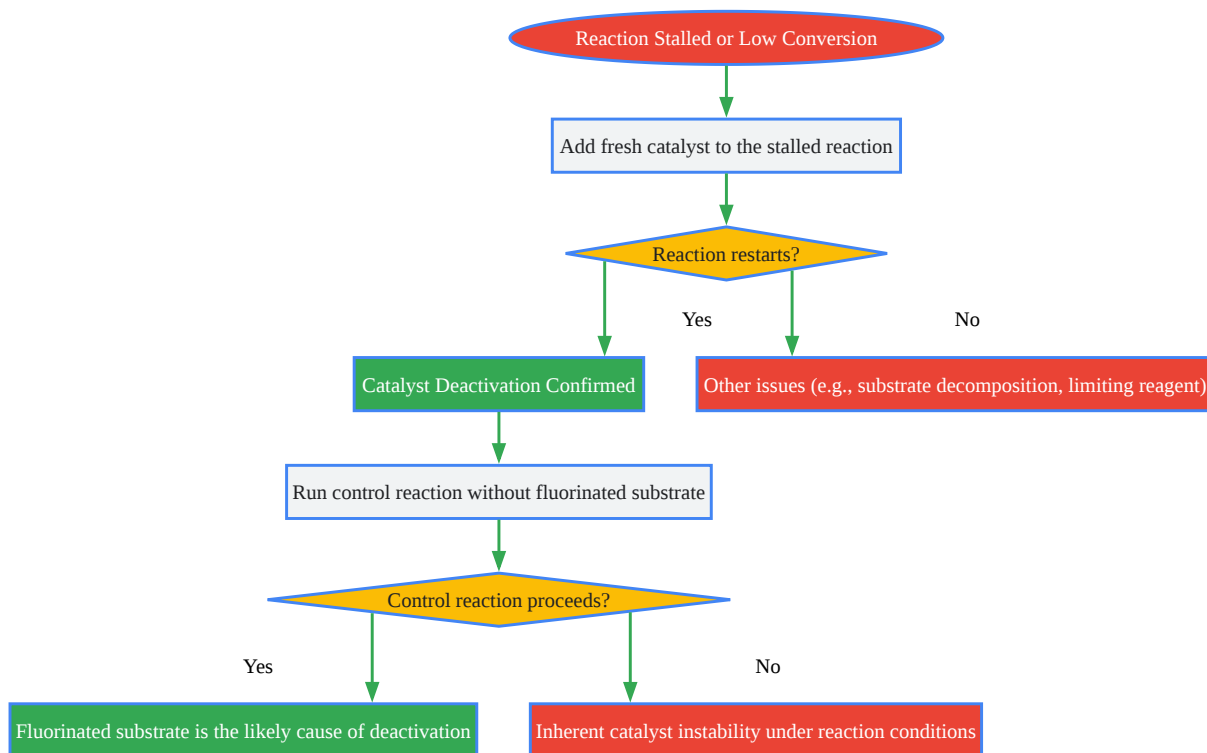 Reaction Stalled or Low Conversion
Add fresh catalyst to the stalled reaction
Reaction restarts?
Yes
No
Catalyst Deactivation Confirmed
Other issues (e.g., substrate decomposition, limiting reagent)
Run control reaction without fluorinated substrate
Control reaction proceeds?
Yes
No
Fluorinated substrate is the likely cause of deactivation
Inherent catalyst instability under reaction conditions